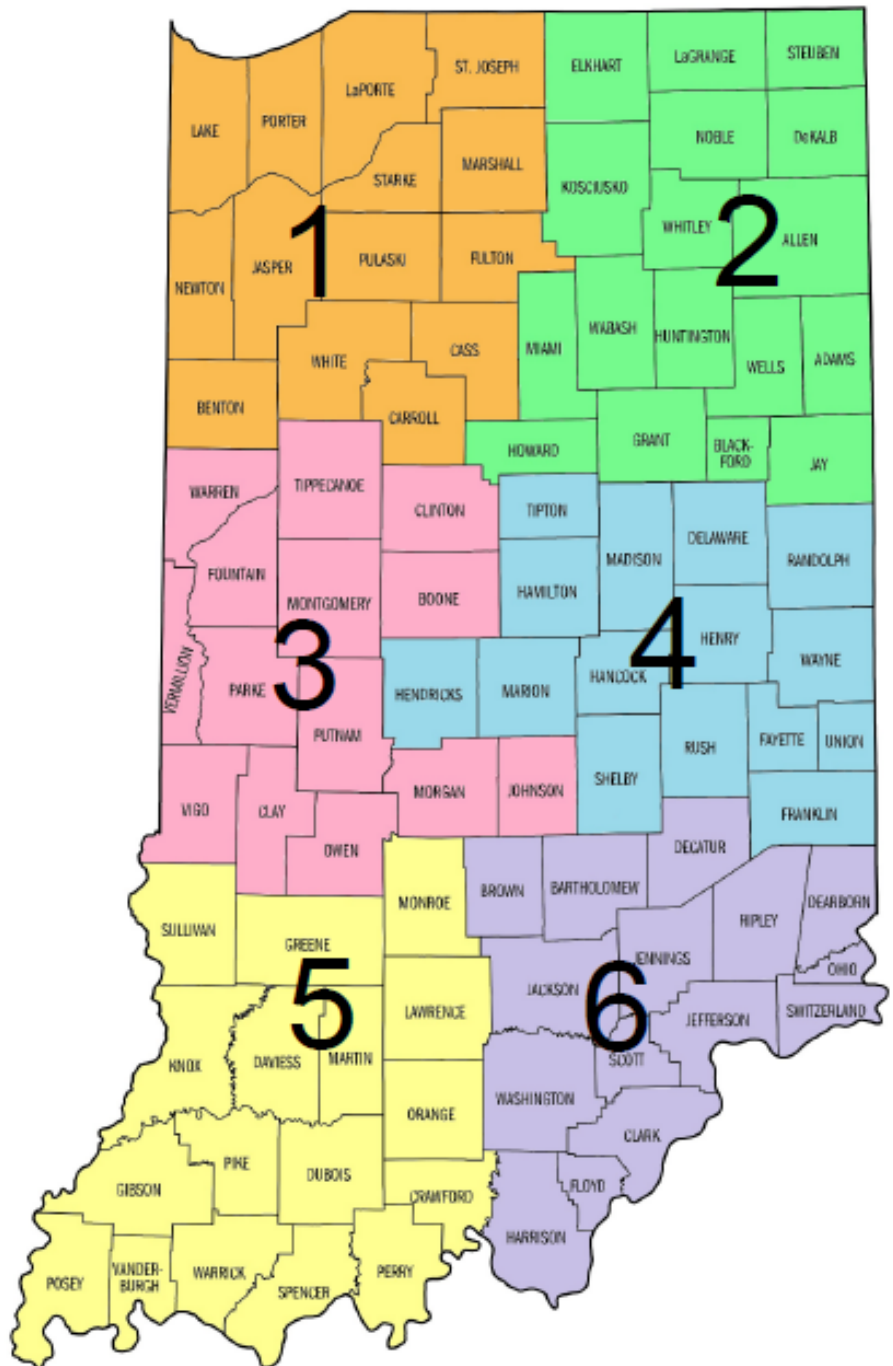 ELKHART
LaGRANGE
STEUBEN
ST. JOSEPH
LaPORTE
LAKE
PORTER
NOBLE
DeKALB
STARKE
MARSHALL
KOSCIUSKO
1
2
WHITLEY
ALLEN
NEWTON
JASPER
PULASKI
FULTON
MIAMI
WABASH
HUNTINGTON
WHITE
CASS
WELLS
ADAMS
BENTON
CARROLL
HOWARD
GRANT
BLACK-
FORD
JAY
WARREN
TIPPECANOE
CLINTON
TIPTON
MADISON
DELAWARE
RANDOLPH
FOUNTAIN
MONTGOMERY
BOONE
HAMILTON
3
4
HENRY
WAYNE
VERMILLION
PARKE
HENDRICKS
MARION
HANCOCK
PUTNAM
RUSH
FAYETTE
UNION
SHELBY
VIGO
CLAY
MORGAN
JOHNSON
FRANKLIN
OWEN
DECATUR
MONROE
BROWN
BARTHOLOMEW
DEARBORN
SULLIVAN
GREENE
RIPLEY
JENNINGS
OHIO
5
6
JACKSON
LAWRENCE
JEFFERSON
SWITZERLAND
KNOX
DAVIESS
MARTIN
SCOTT
WASHINGTON
ORANGE
CLARK
PIKE
DUBOIS
GIBSON
CRAWFORD
FLOYD
HARRISON
POSEY
VANDER-
BURGH
WARRICK
SPENCER
PERRY